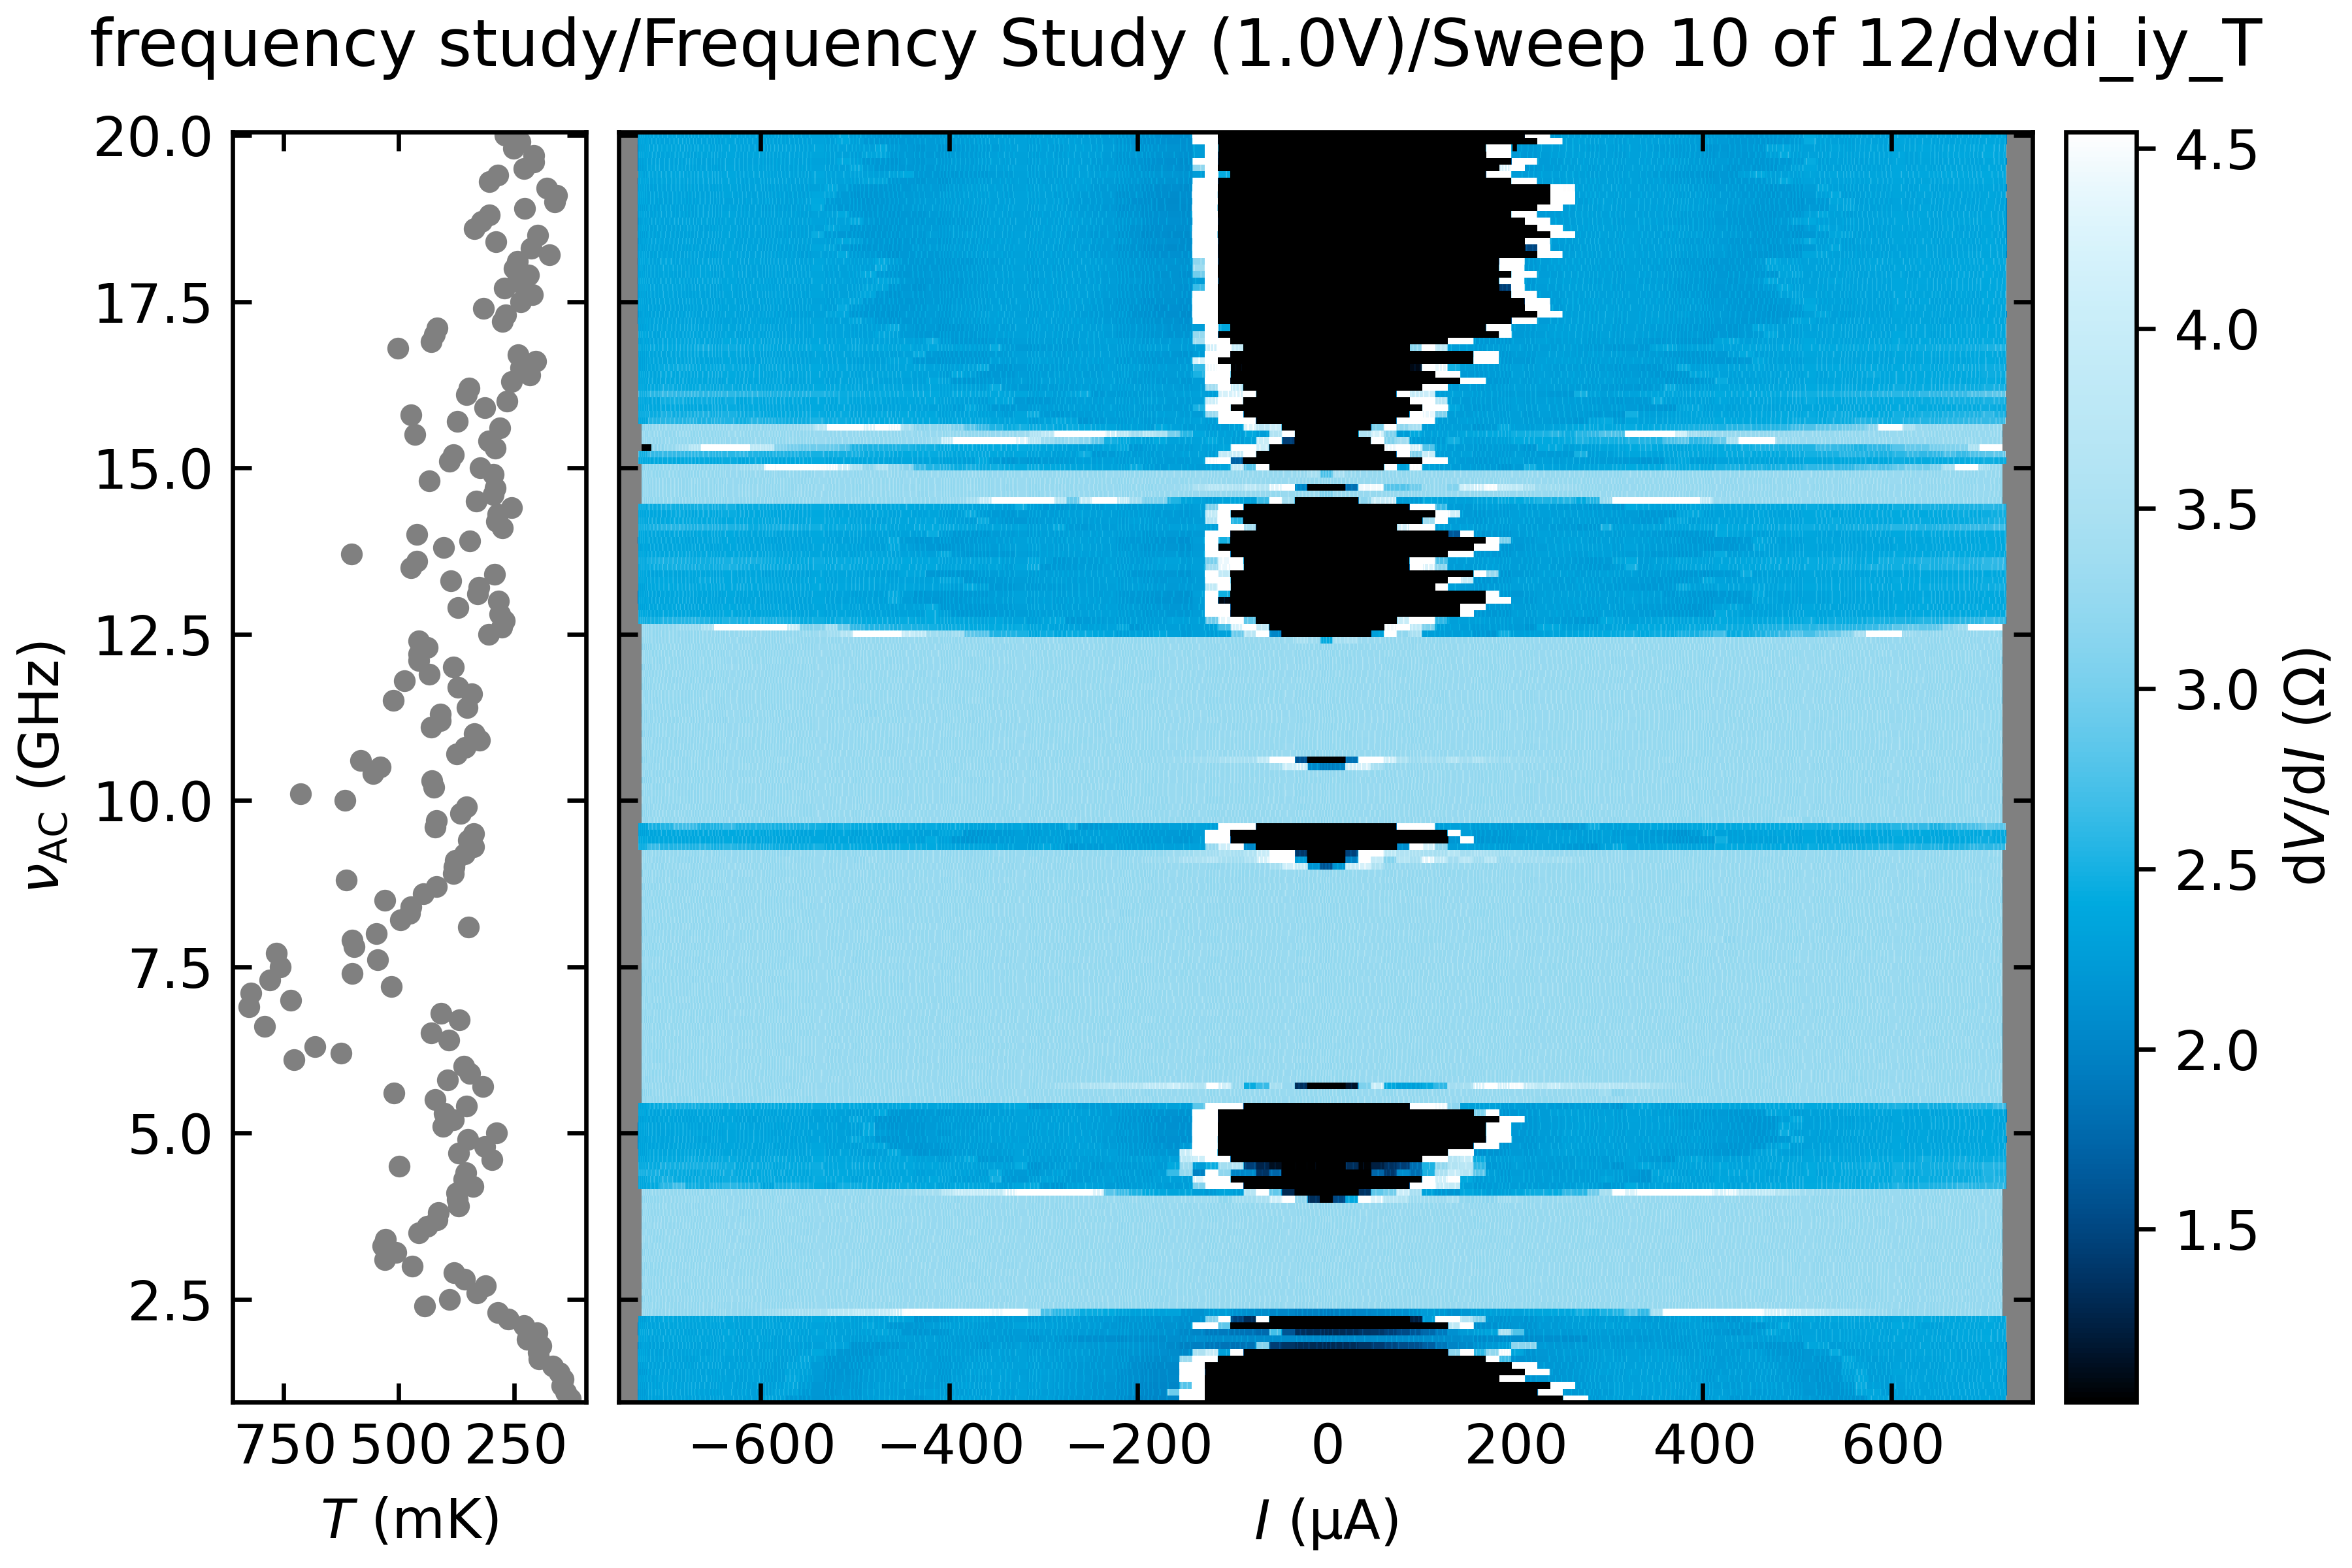 frequency study/Frequency Study (1.0V)/Sweep 10 of 12/dvdi_iy_T
20.0
17.5
15.0
12.5
10.0
7.5
5.0
2.5
ν_AC (GHz)
750 500 250
T (mK)
−600 −400 −200 0 200 400 600
I (µA)
4.5
4.0
3.5
3.0
2.5
2.0
1.5
dV/dI (Ω)